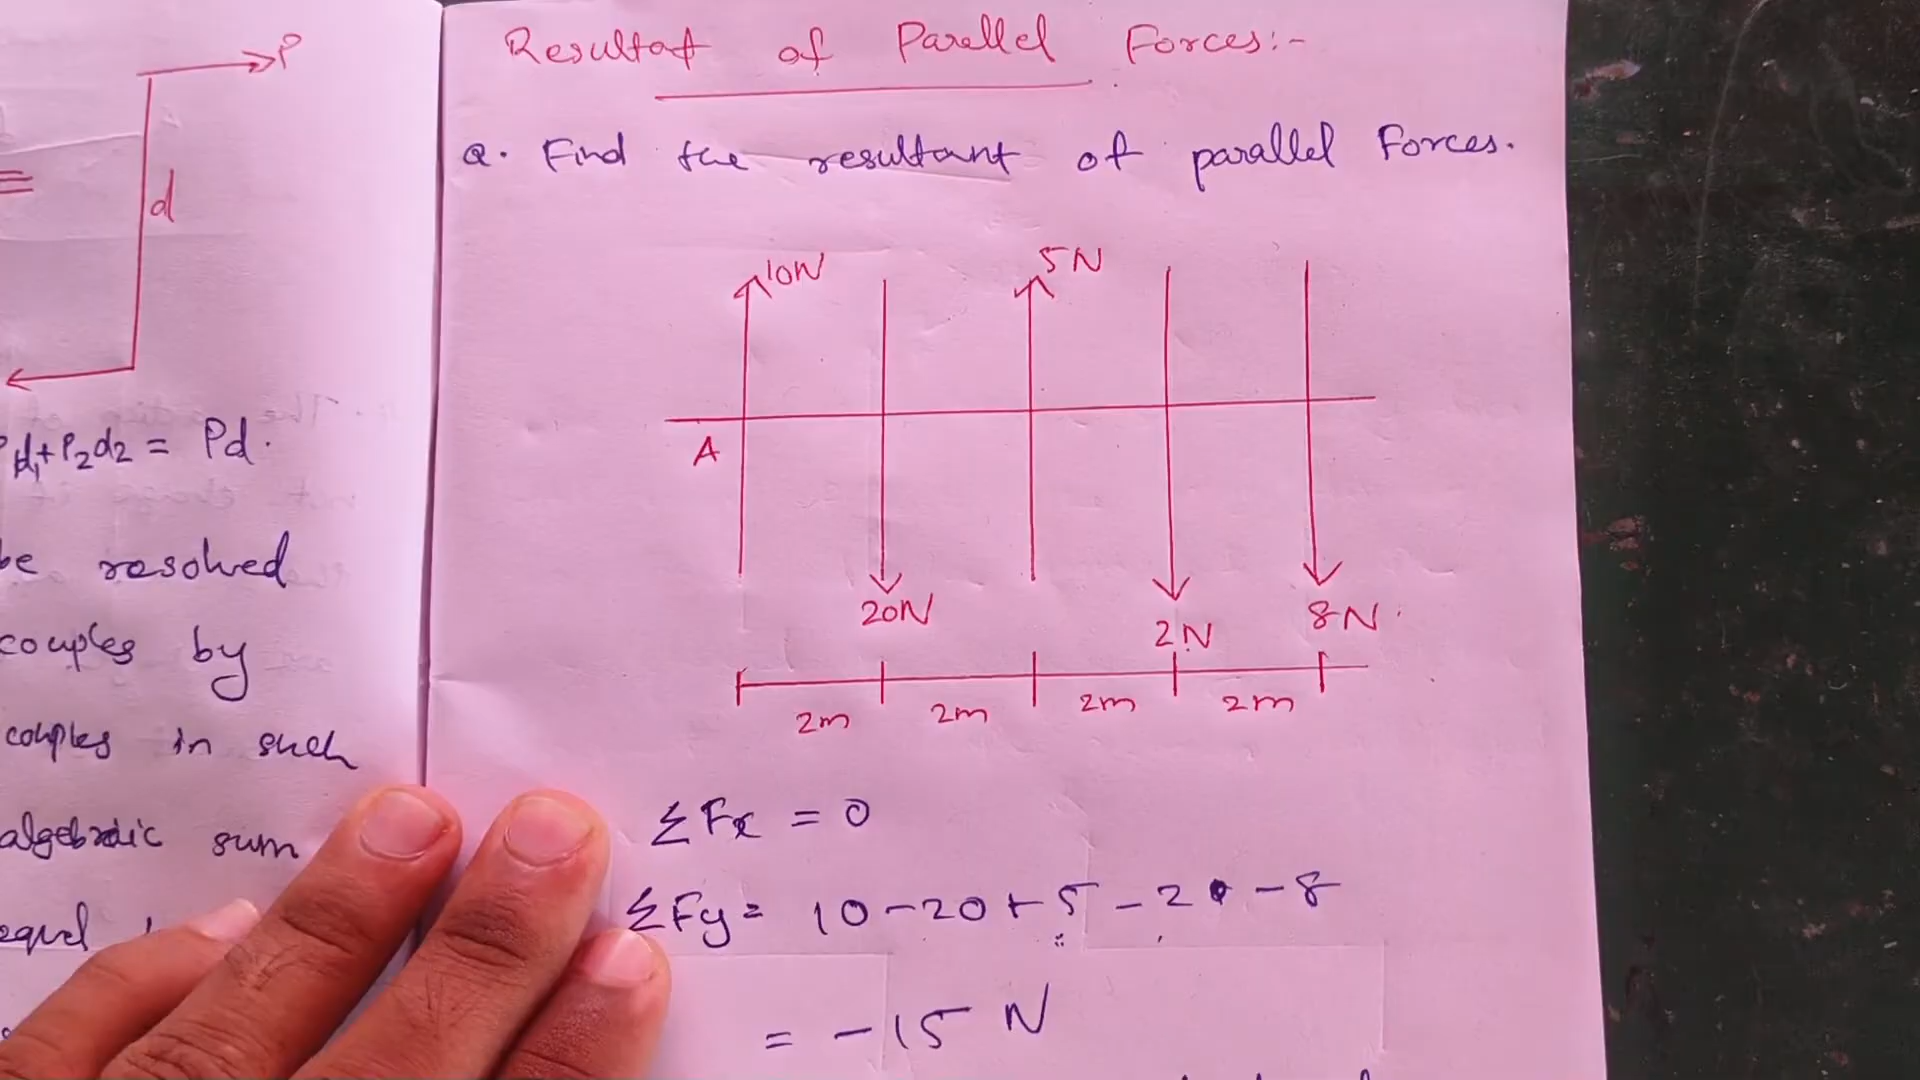 P
d
P1d1+P2d2 = Pd.
be resolved
couples by
couples in such
algebraic sum
equal
Resultat of Parallel Forces:-
Q. Find the resultant of parallel Forces.
10N
5N
A
20N
2N
8N.
2m 2m 2m 2m
ΣFx = 0
ΣFy = 10-20+5-2-8
= -15 N